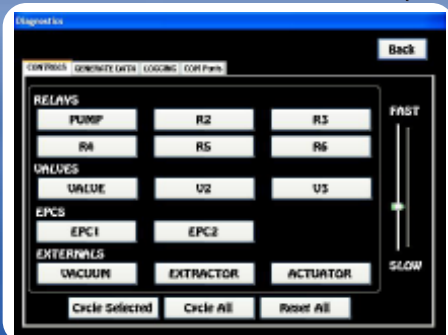 Diagnostics
Back
CONTROLS GENERATE DATA LOGGING COM Ports
RELAYS
FAST
PUMP R2 R3
R4 R5 R6
VALVES
VALVE V2 V3
EPCS
EPC1 EPC2
EXTERNALS
SLOW
VACUUM EXTRACTOR ACTUATOR
Cycle Selected Cycle All Reset All